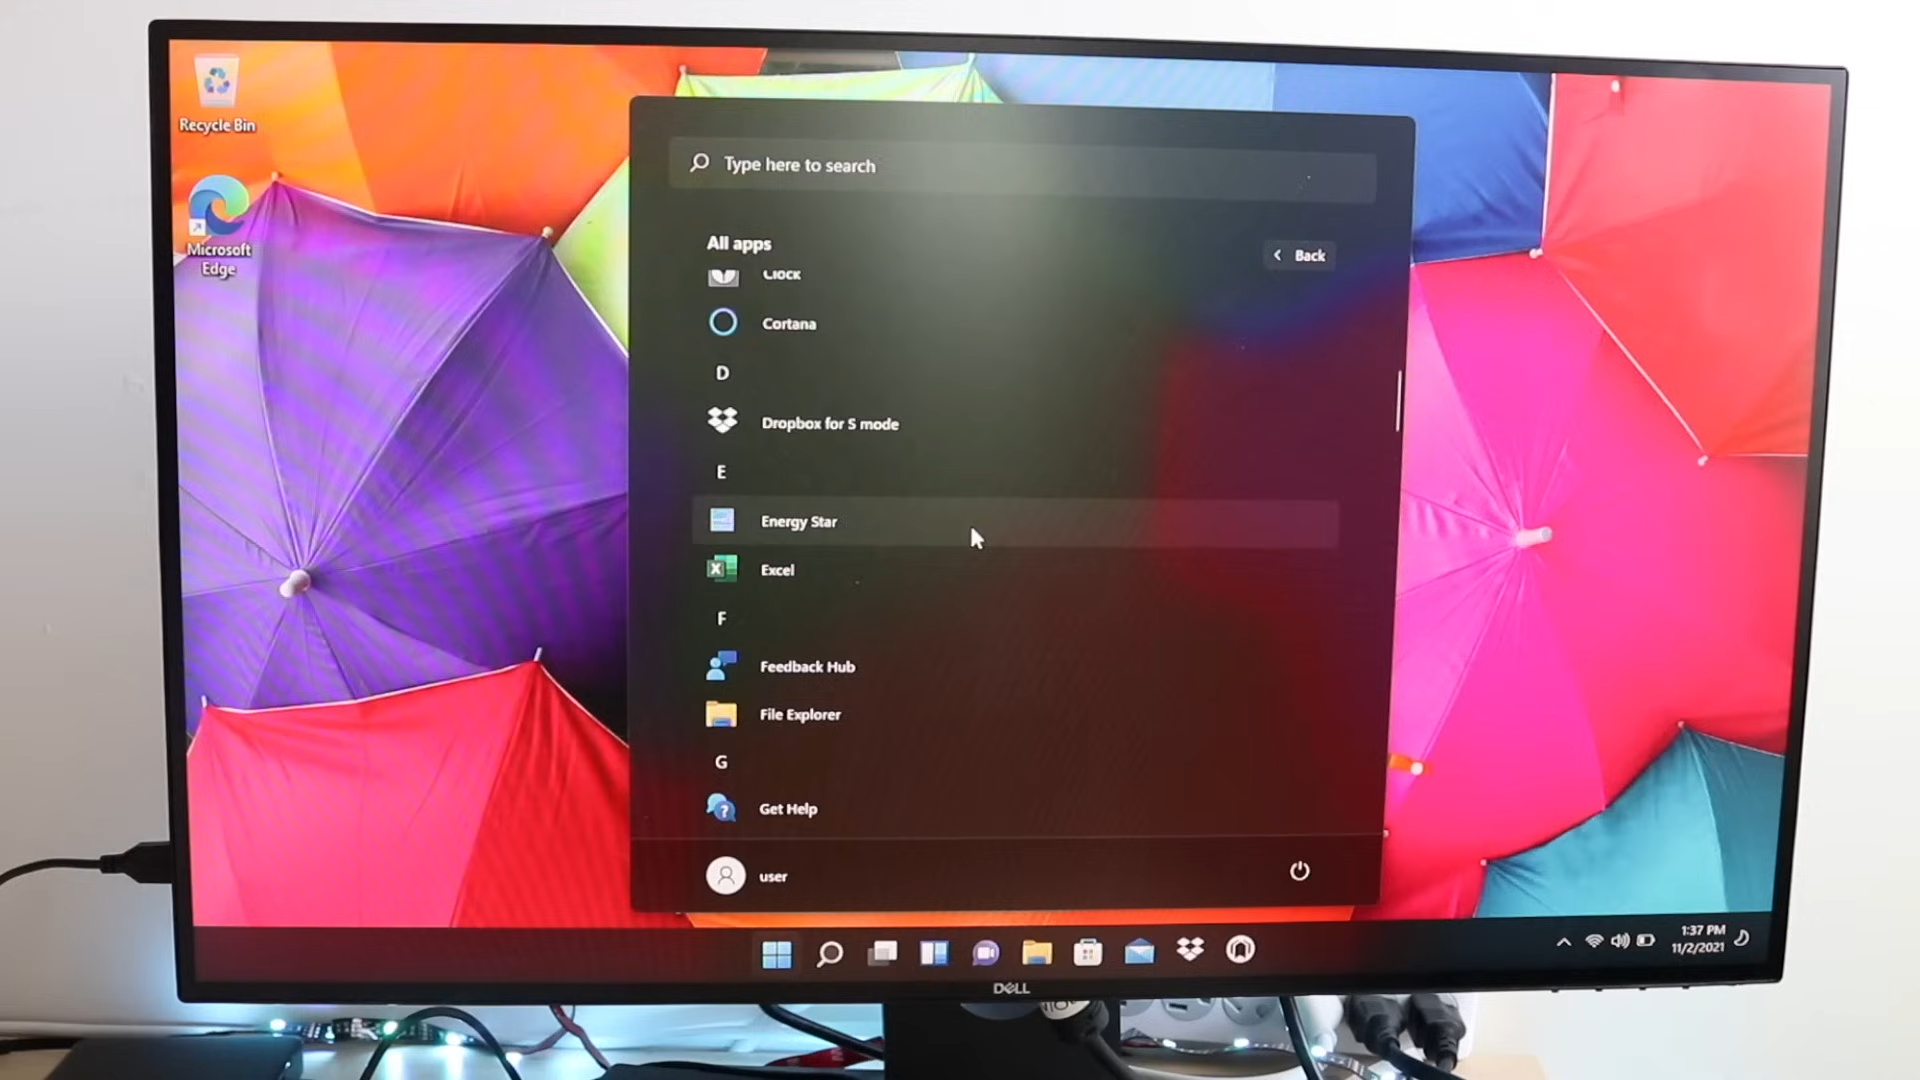 Recycle Bin
Microsoft
Edge
Type here to search
All apps
Back
Clock
Cortana
D
Dropbox for S mode
E
Energy Star
Excel
F
Feedback Hub
File Explorer
G
Get Help
user
1:37 PM
11/2/2021
DELL